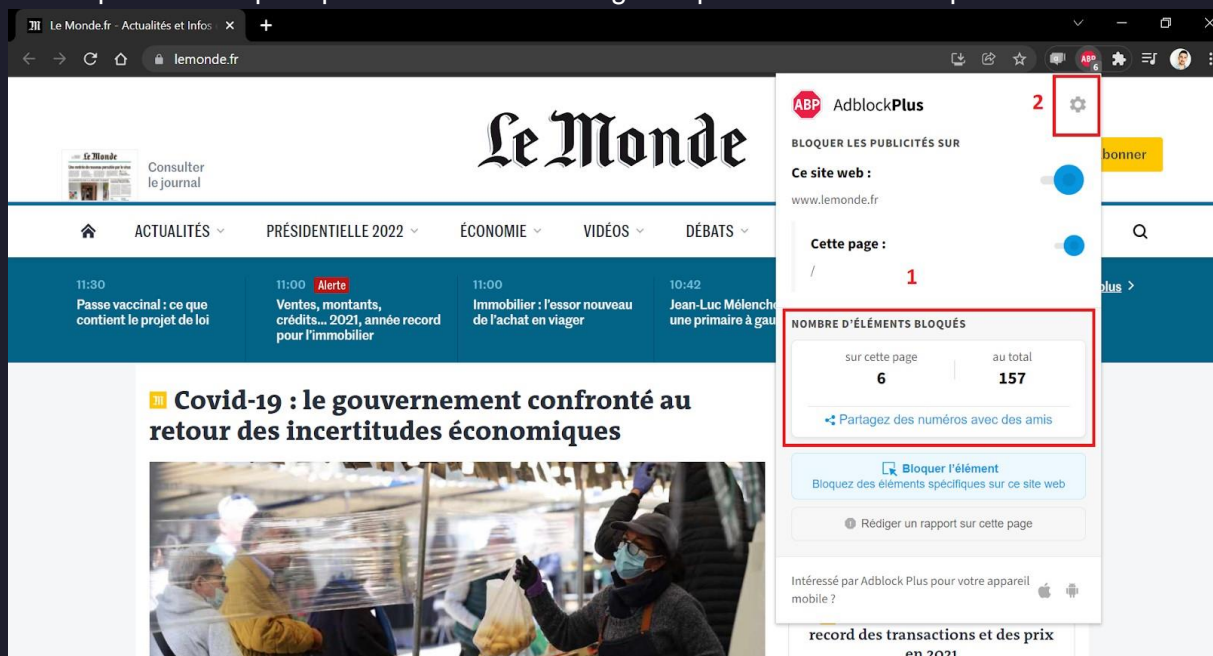 Le Monde.fr - Actualités et Infos
lemonde.fr
ABP
6
Le Monde
Consulter
le journal
Le Monde
bonner
ACTUALITÉS
PRÉSIDENTIELLE 2022
ÉCONOMIE
VIDÉOS
DÉBATS
11:30
Passe vaccinal : ce que
contient le projet de loi
11:00 Alerte
Ventes, montants,
crédits... 2021, année record
pour l'immobilier
11:00
Immobilier : l'essor nouveau
de l'achat en viager
10:42
Jean-Luc Mélench
une primaire à gau
plus
Covid-19 : le gouvernement confronté au
retour des incertitudes économiques
ABP AdblockPlus
2
BLOQUER LES PUBLICITÉS SUR
Ce site web :
www.lemonde.fr
Cette page :
/
1
NOMBRE D'ÉLÉMENTS BLOQUÉS
sur cette page
6
au total
157
Partagez des numéros avec des amis
Bloquer l'élément
Bloquez des éléments spécifiques sur ce site web
Rédiger un rapport sur cette page
Intéressé par Adblock Plus pour votre appareil
mobile ?
record des transactions et des prix
en 2021